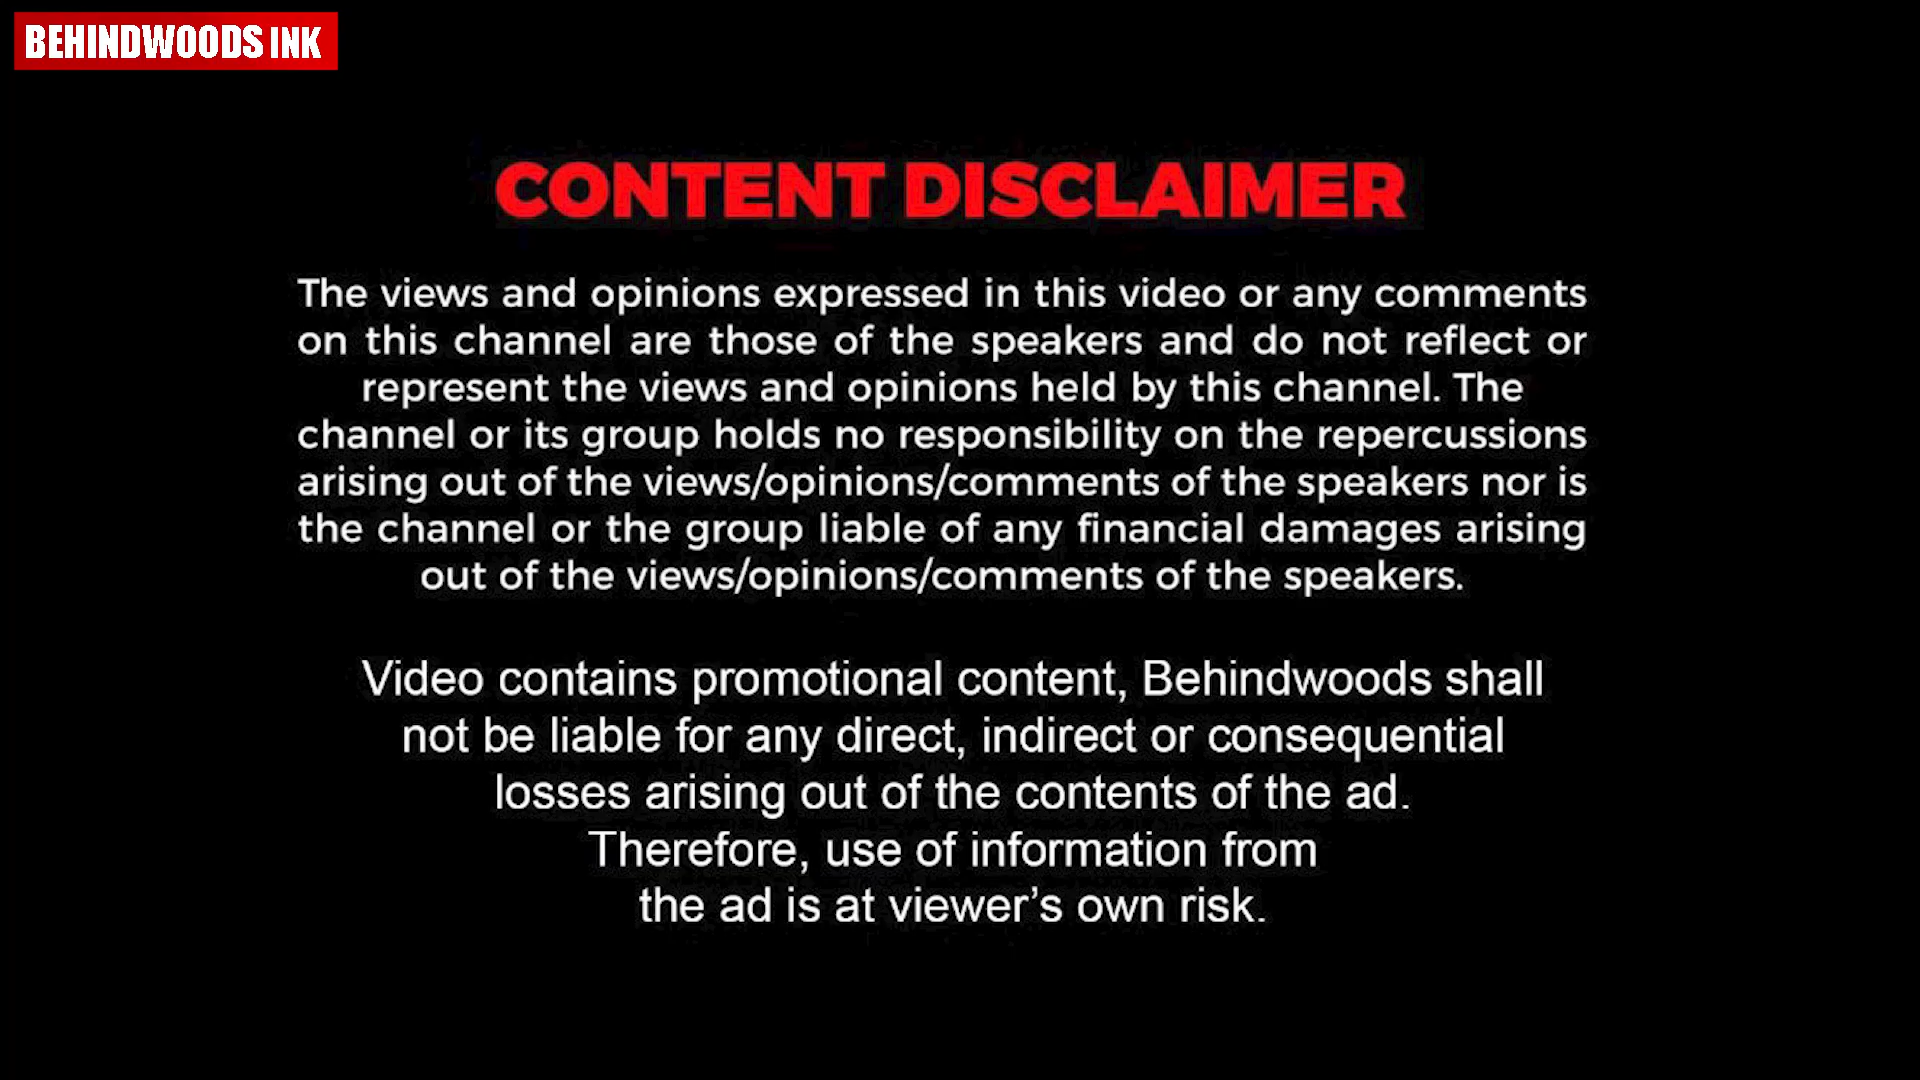 BEHINDWOODS INK
CONTENT DISCLAIMER
The views and opinions expressed in this video or any comments
on this channel are those of the speakers and do not reflect or
represent the views and opinions held by this channel. The
channel or its group holds no responsibility on the repercussions
arising out of the views/opinions/comments of the speakers nor is
the channel or the group liable of any financial damages arising
out of the views/opinions/comments of the speakers.
Video contains promotional content, Behindwoods shall
not be liable for any direct, indirect or consequential
losses arising out of the contents of the ad.
Therefore, use of information from
the ad is at viewer’s own risk.